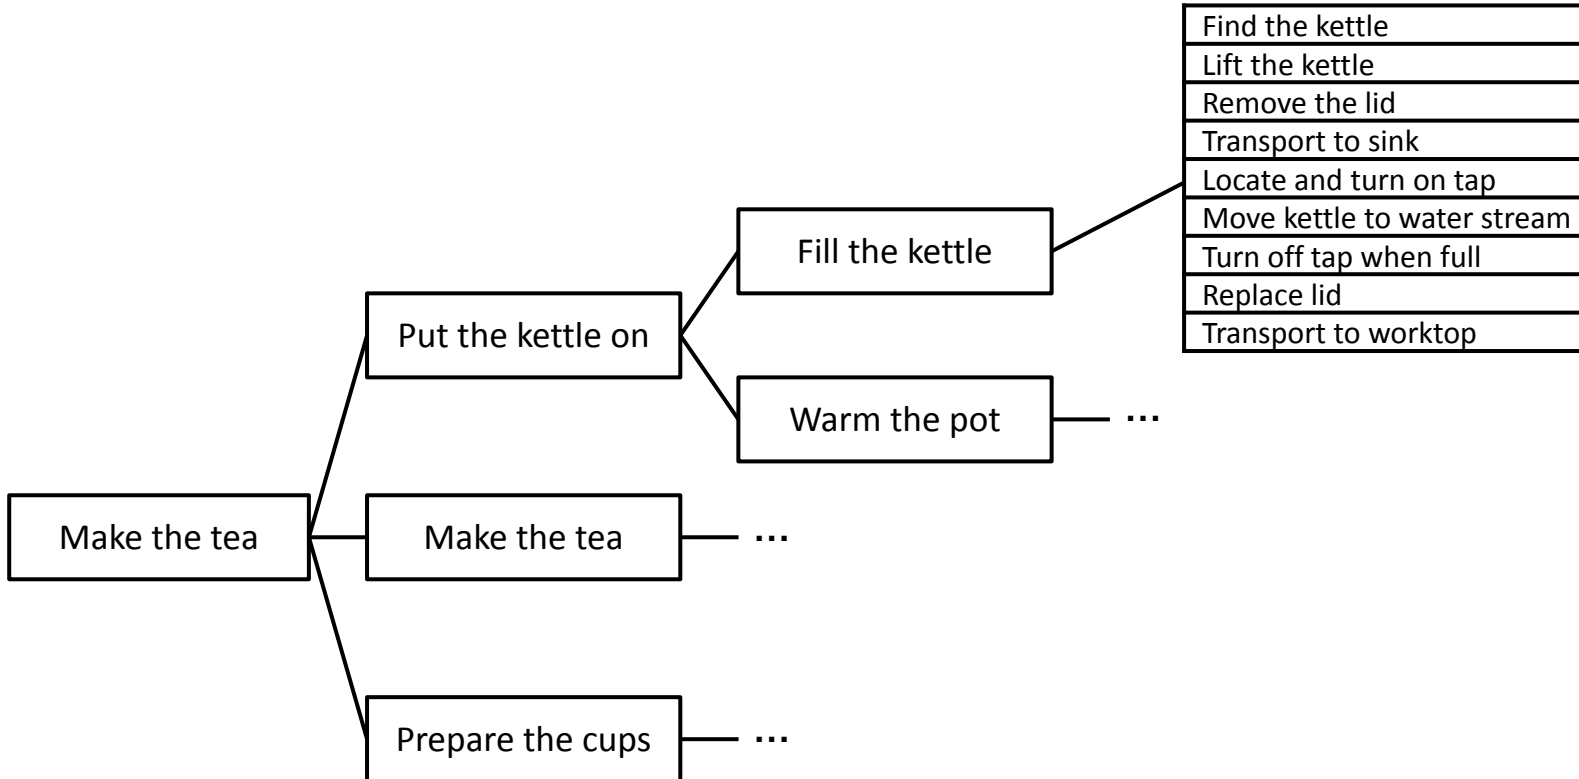 Find the kettle
Lift the kettle
Remove the lid
Transport to sink
Locate and turn on tap
Move kettle to water stream
Turn off tap when full
Replace lid
Transport to worktop
Fill the kettle
Put the kettle on
Warm the pot
...
Make the tea
Make the tea
...
Prepare the cups
...